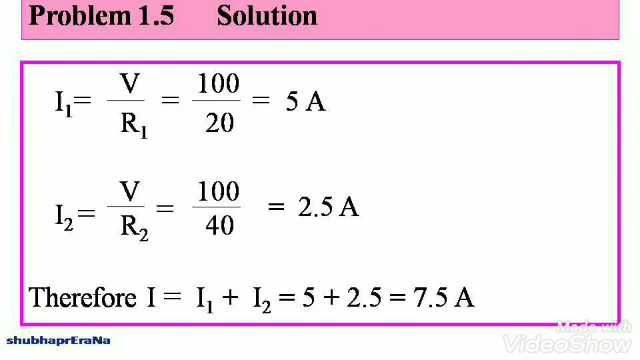 Problem 1.5 Solution
I₁= V/R₁ = 100/20 = 5 A
I₂= V/R₂ = 100/40 = 2.5 A
Therefore I = I₁ + I₂ = 5 + 2.5 = 7.5 A
Made with
shubhaprEraNa
VideoShow